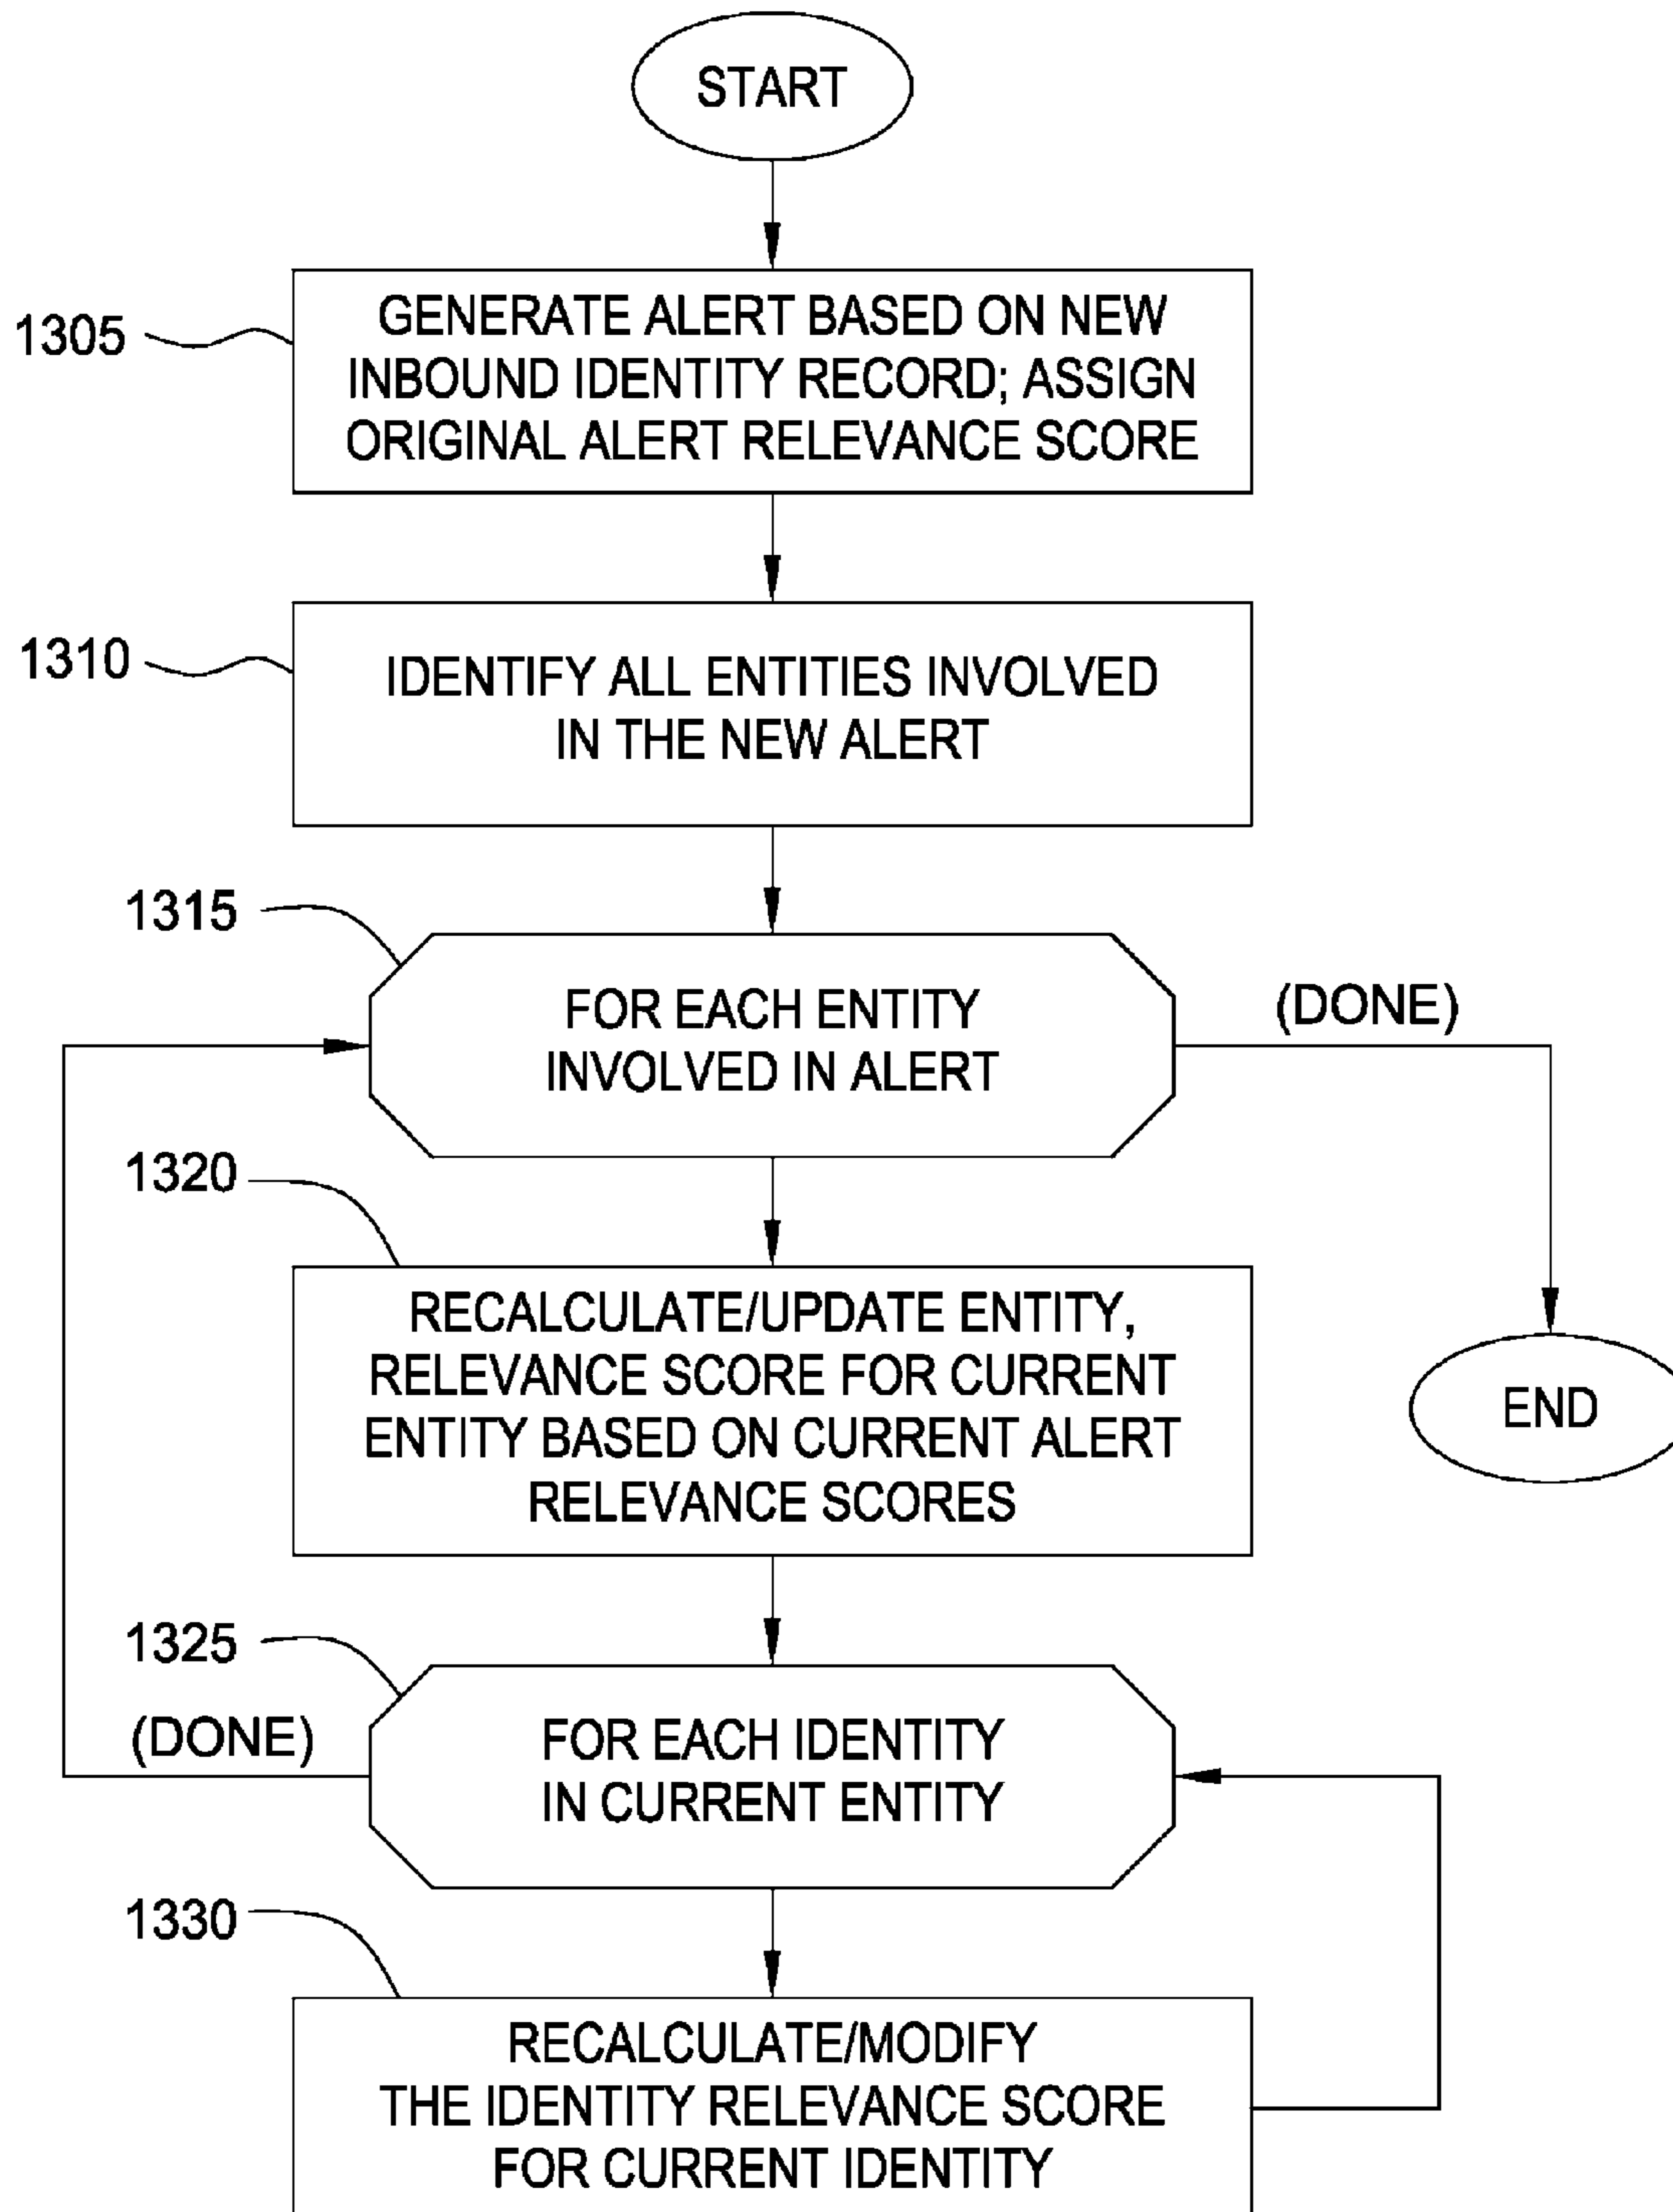 START
1305
GENERATE ALERT BASED ON NEW
INBOUND IDENTITY RECORD; ASSIGN
ORIGINAL ALERT RELEVANCE SCORE
1310
IDENTIFY ALL ENTITIES INVOLVED
IN THE NEW ALERT
1315
FOR EACH ENTITY
INVOLVED IN ALERT
(DONE)
END
1320
RECALCULATE/UPDATE ENTITY,
RELEVANCE SCORE FOR CURRENT
ENTITY BASED ON CURRENT ALERT
RELEVANCE SCORES
1325
(DONE)
FOR EACH IDENTITY
IN CURRENT ENTITY
1330
RECALCULATE/MODIFY
THE IDENTITY RELEVANCE SCORE
FOR CURRENT IDENTITY